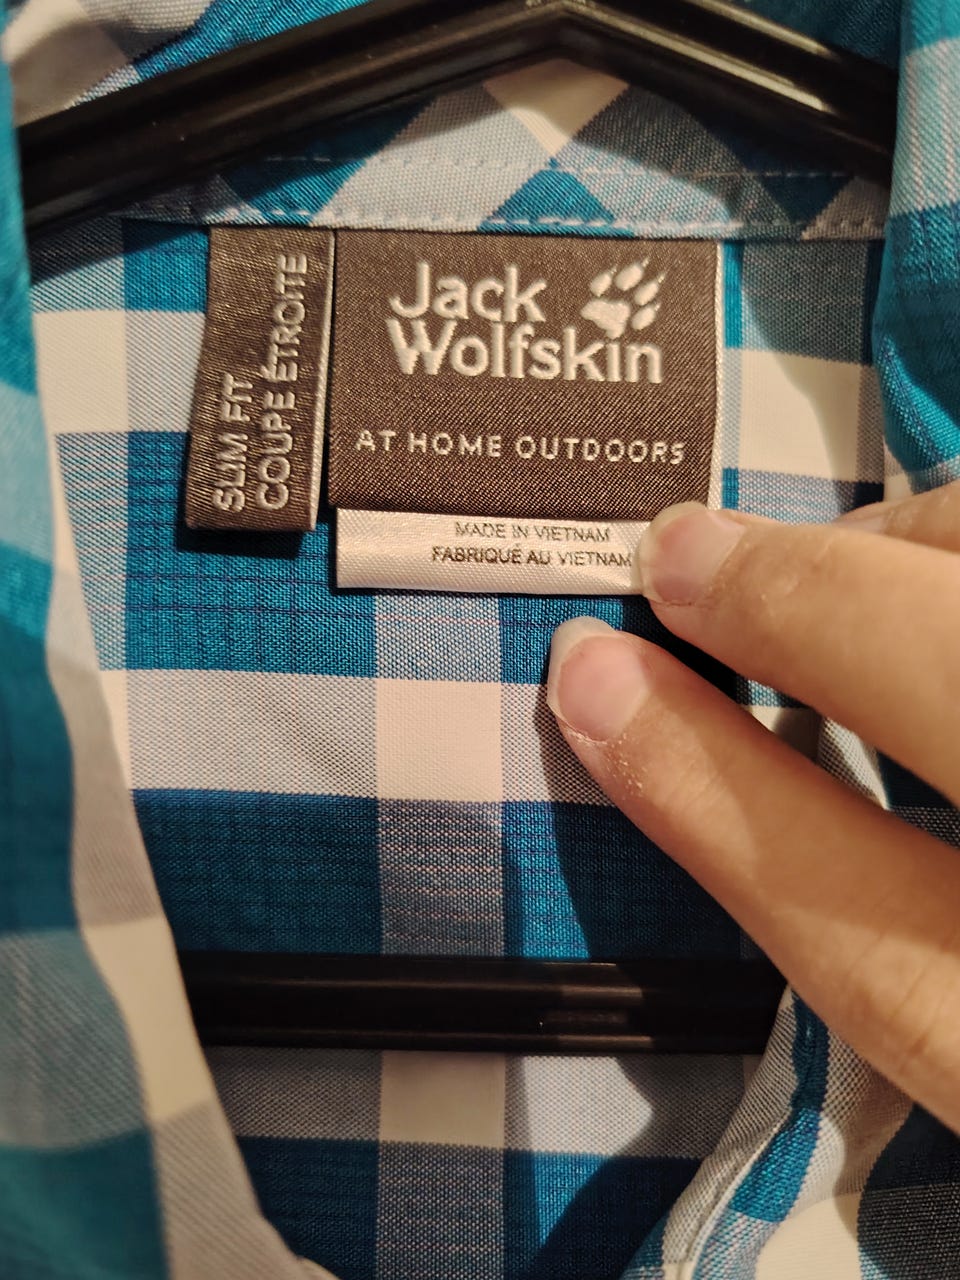 SLIM FIT
COUPE ÉTROITE
Jack
Wolfskin
AT HOME OUTDOORS
MADE IN VIETNAM
FABRIQUÉ AU VIETNAM